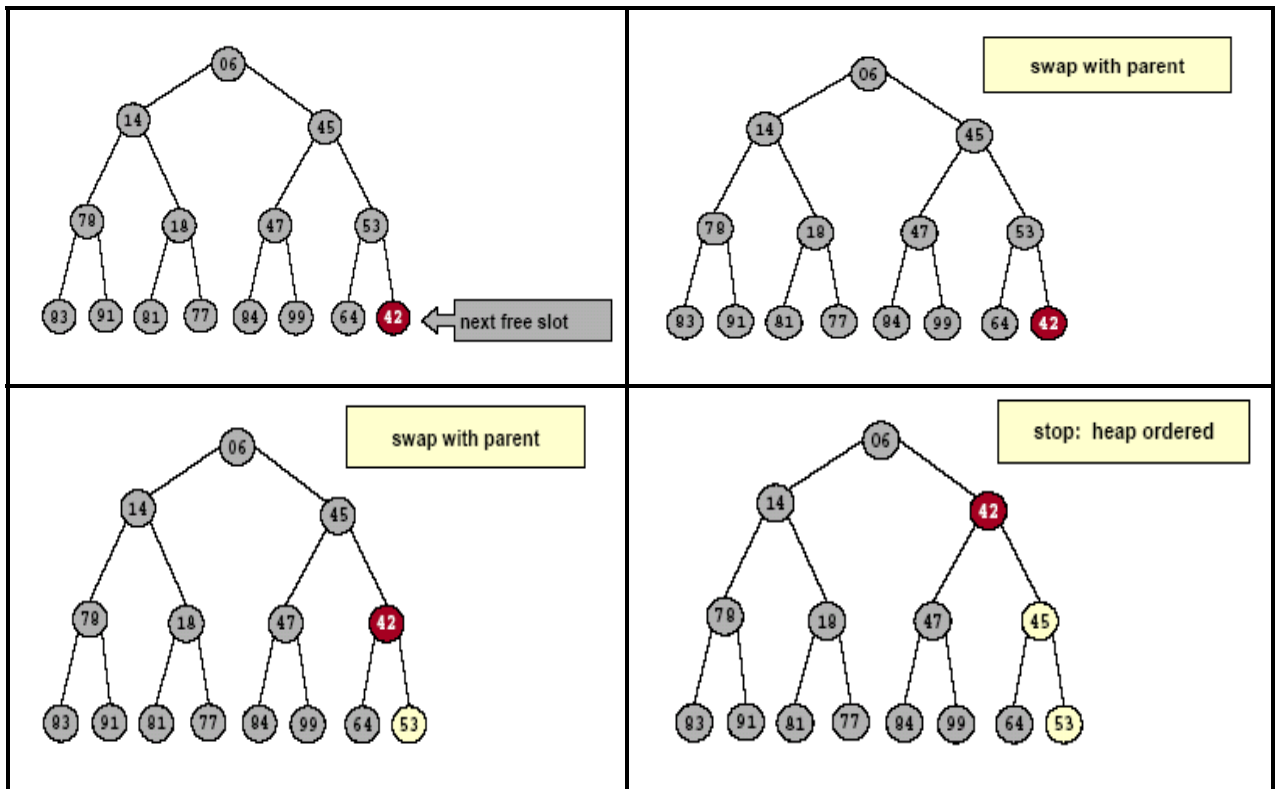 06
14 45
78 18 47 53
83 91 81 77 84 99 64 42
next free slot
swap with parent
06
14 45
78 18 47 53
83 91 81 77 84 99 64 42
swap with parent
06
14 45
78 18 47 42
83 91 81 77 84 99 64 53
stop: heap ordered
06
14 42
78 18 47 45
83 91 81 77 84 99 64 53